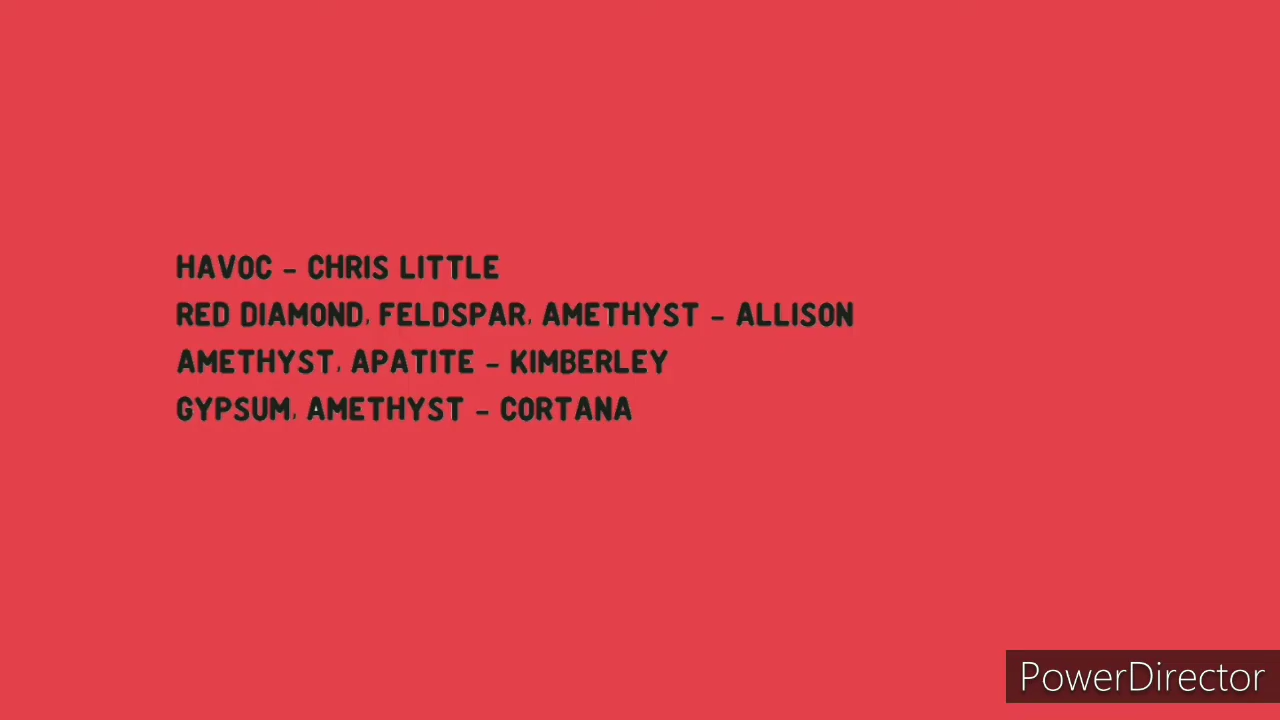 HAVOC - CHRIS LITTLE
RED DIAMOND, FELDSPAR, AMETHYST - ALLISON
AMETHYST, APATITE - KIMBERLEY
GYPSUM, AMETHYST - CORTANA
PowerDirector